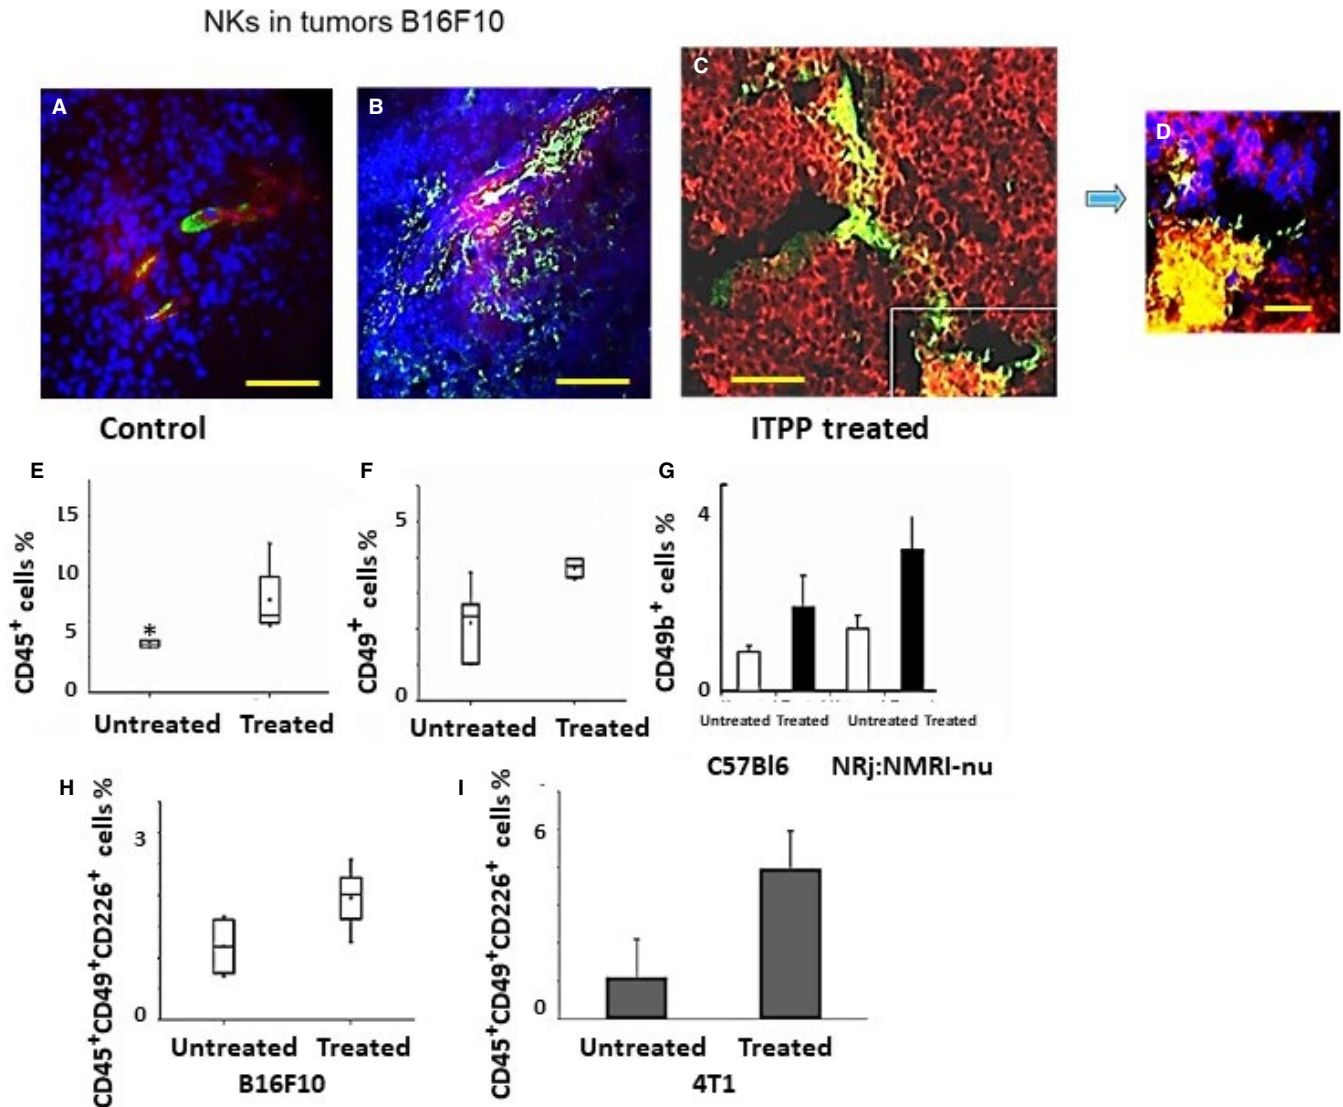 NKs in tumors B16F10
A
B
C
D
Control
ITPP treated
E
CD45+ cells %
15
10
5
0
*
Untreated Treated
F
CD49+ cells %
5
0
Untreated Treated
G
CD49b+ cells %
4
0
Untreated Treated Untreated Treated
C57Bl6 NRj:NMRI-nu
H
CD45+CD49+CD226+ cells %
3
0
Untreated Treated
B16F10
I
CD45+CD49+CD226+ cells %
6
0
Untreated Treated
4T1